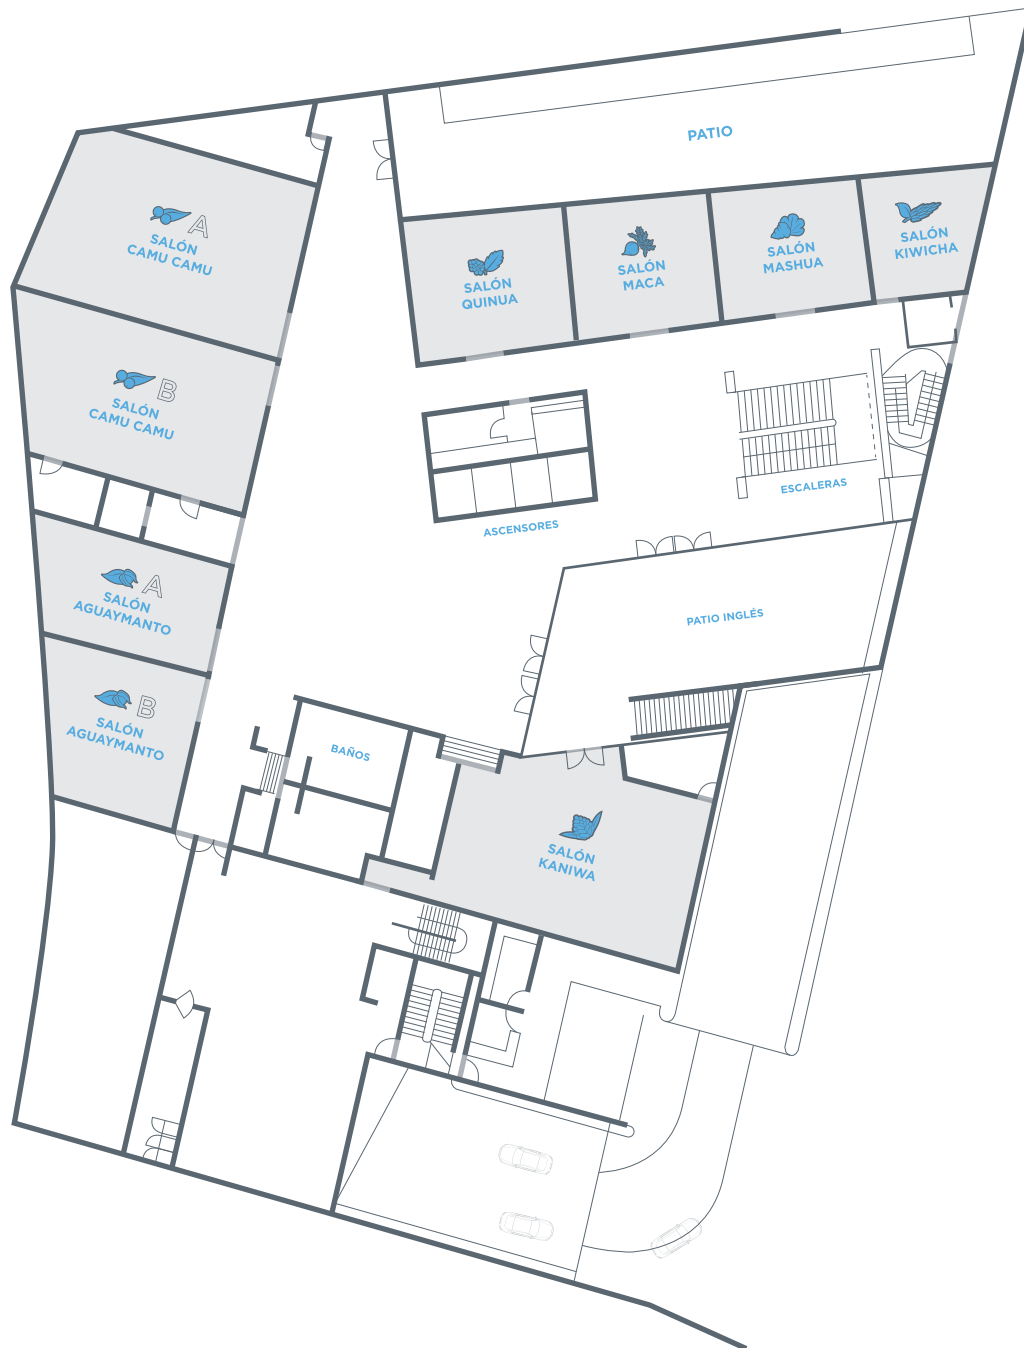 PATIO
A
SALÓN
CAMU CAMU
SALÓN
QUINUA
SALÓN
MACA
SALÓN
MASHUA
SALÓN
KIWICHA
B
SALÓN
CAMU CAMU
ASCENSORES
ESCALERAS
A
SALÓN
AGUAYMANTO
PATIO INGLÉS
B
SALÓN
AGUAYMANTO
BAÑOS
SALÓN
KANIWA